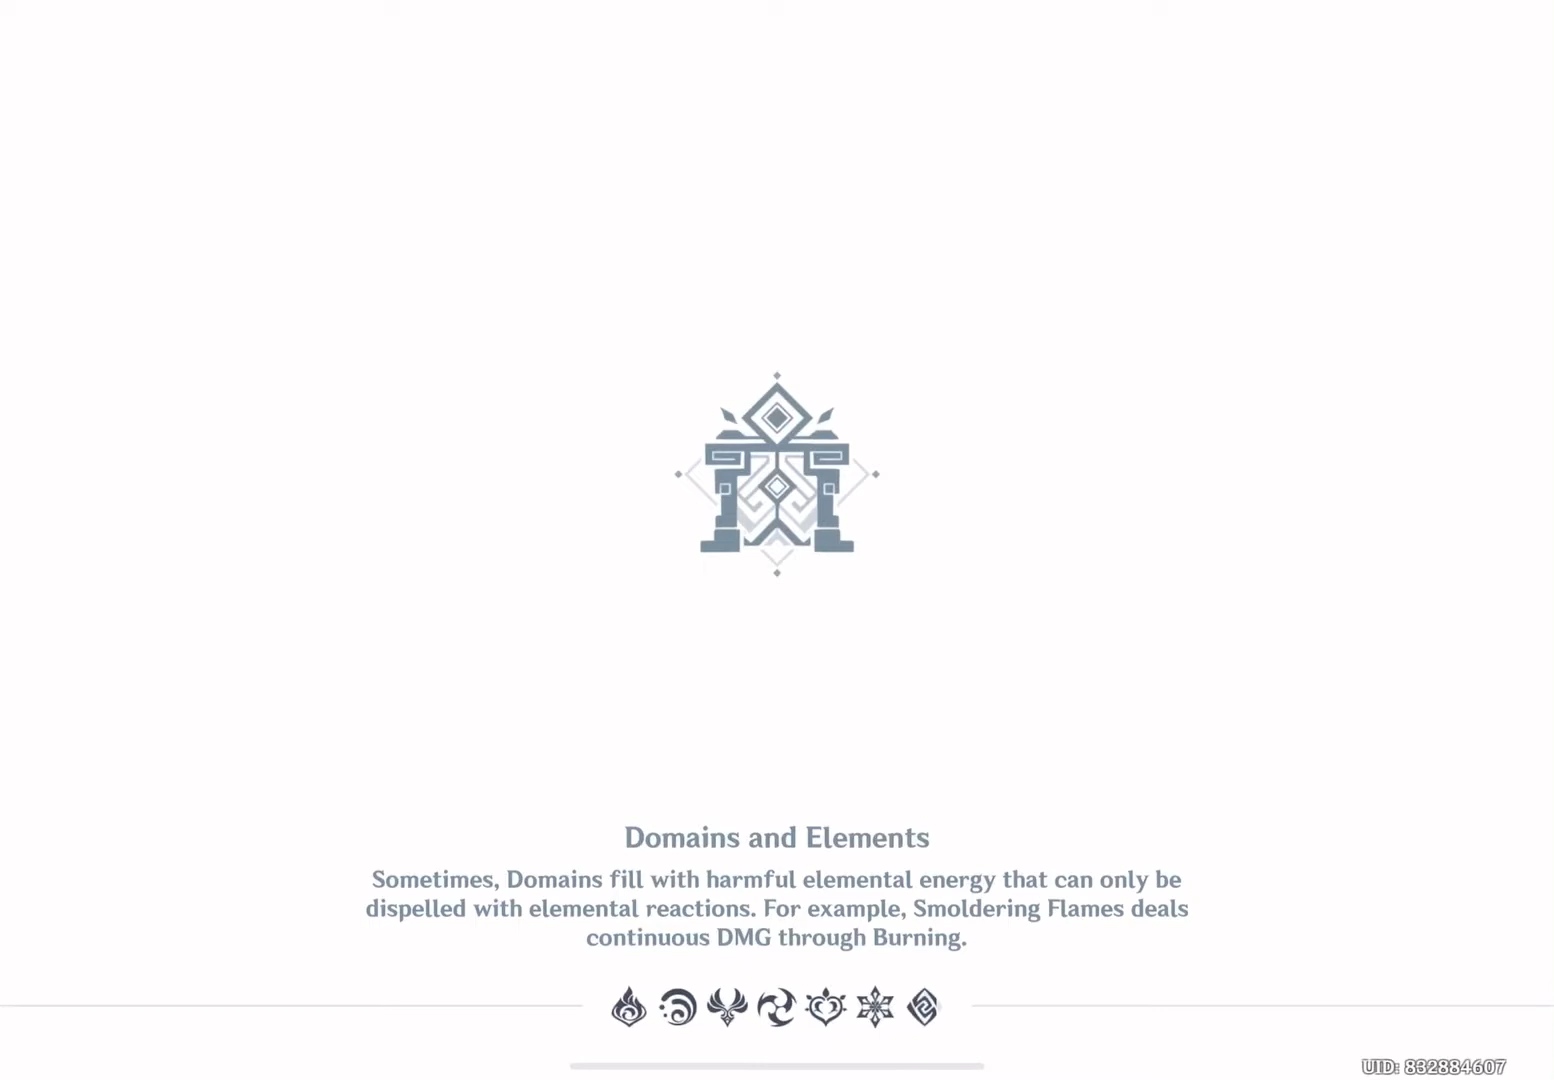 Domains and Elements
Sometimes, Domains fill with harmful elemental energy that can only be
dispelled with elemental reactions. For example, Smoldering Flames deals
continuous DMG through Burning.
UID: 832884607